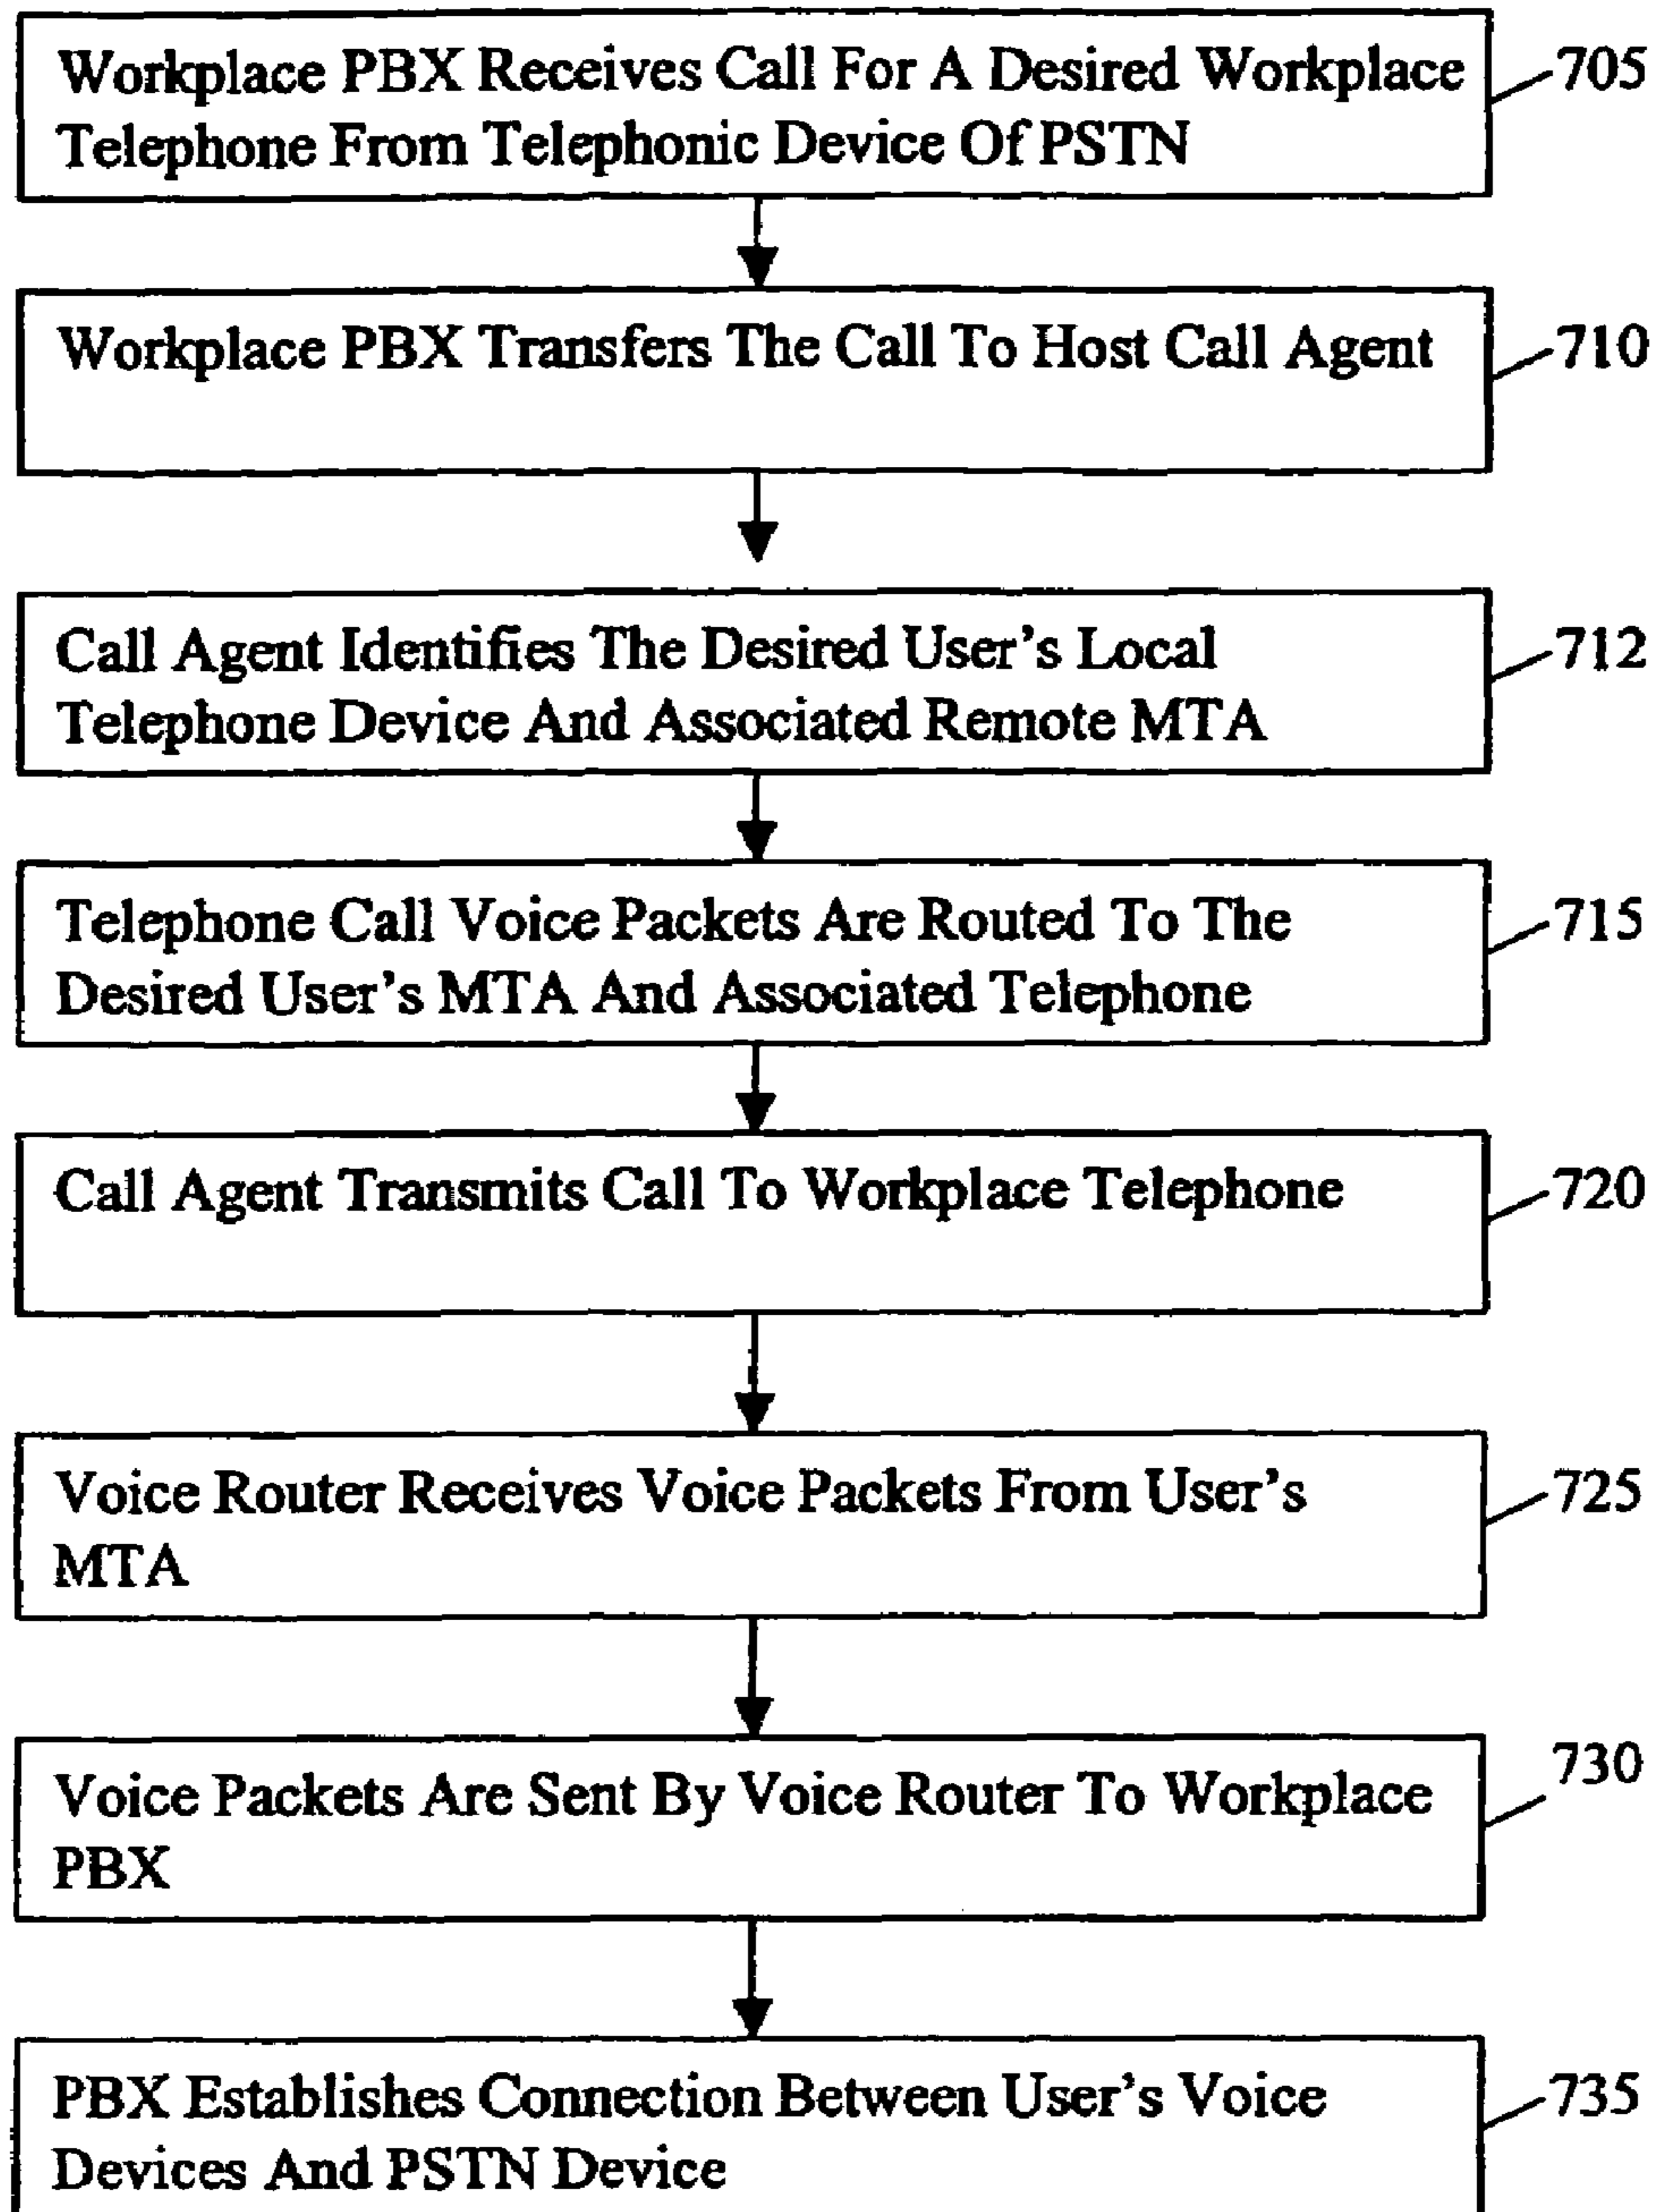 Workplace PBX Receives Call For A Desired Workplace
Telephone From Telephonic Device Of PSTN
705
Workplace PBX Transfers The Call To Host Call Agent
710
Call Agent Identifies The Desired User's Local
Telephone Device And Associated Remote MTA
712
Telephone Call Voice Packets Are Routed To The
Desired User's MTA And Associated Telephone
715
Call Agent Transmits Call To Workplace Telephone
720
Voice Router Receives Voice Packets From User's
MTA
725
Voice Packets Are Sent By Voice Router To Workplace
PBX
730
PBX Establishes Connection Between User's Voice
Devices And PSTN Device
735